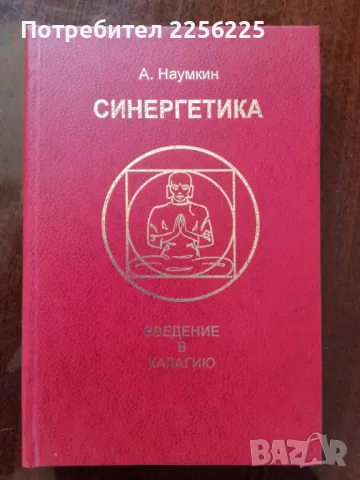 Потребител 2256225
А. Наумкин
СИНЕРГЕТИКА
ВВЕДЕНИЕ
В
КАЛАГИЮ
BAZAR